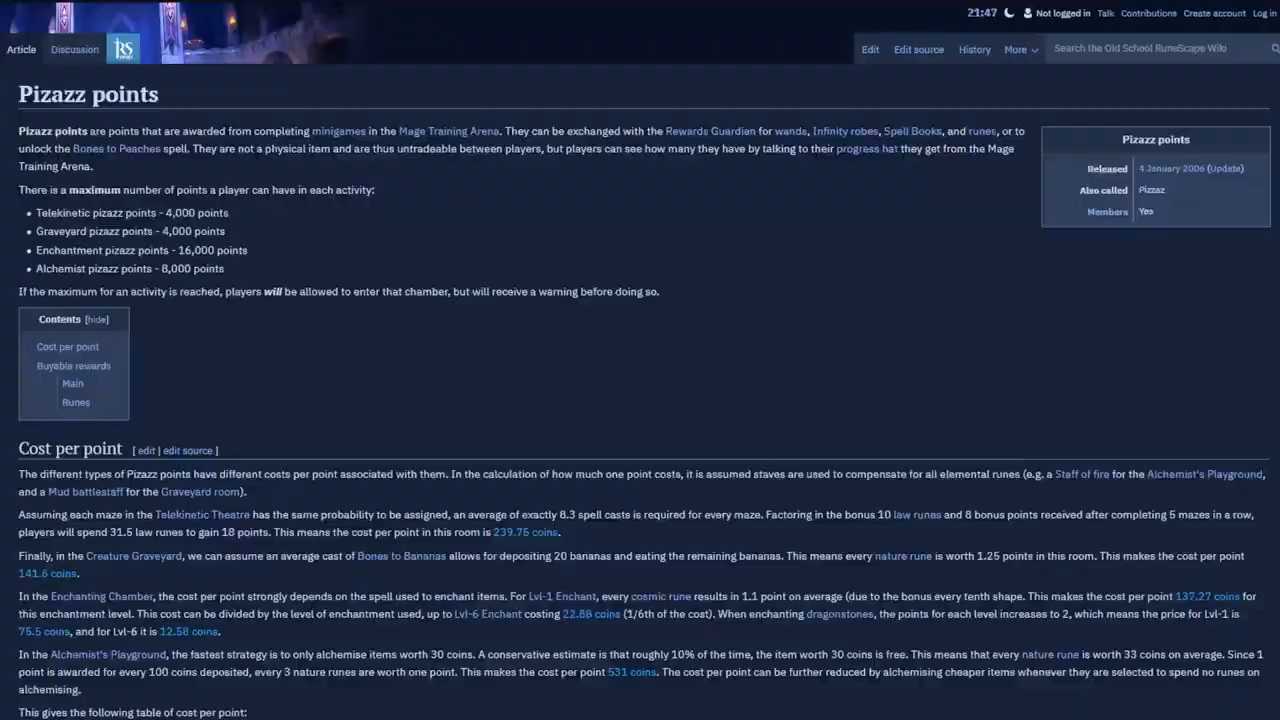 21:47 Not logged in Talk Contributions Create account Log in
Article Discussion RS Edit Edit source History More Search the Old School RuneScape Wiki
Pizazz points
Pizazz points are points that are awarded from completing minigames in the Mage Training Arena. They can be exchanged with the Rewards Guardian for wands, Infinity robes, Spell Books, and runes, or to
unlock the Bones to Peaches spell. They are not a physical item and are thus untradeable between players, but players can see how many they have by talking to their progress hat they get from the Mage
Training Arena.
Pizazz points
Released 4 January 2006 (Update)
Also called Pizzaz
Members Yes
There is a maximum number of points a player can have in each activity:
• Telekinetic pizazz points - 4,000 points
• Graveyard pizazz points - 4,000 points
• Enchantment pizazz points - 16,000 points
• Alchemist pizazz points - 8,000 points
If the maximum for an activity is reached, players will be allowed to enter that chamber, but will receive a warning before doing so.
Contents [hide]
Cost per point
Buyable rewards
Main
Runes
Cost per point [ edit | edit source ]
The different types of Pizazz points have different costs per point associated with them. In the calculation of how much one point costs, it is assumed staves are used to compensate for all elemental runes (e.g. a Staff of fire for the Alchemist's Playground,
and a Mud battlestaff for the Graveyard room).
Assuming each maze in the Telekinetic Theatre has the same probability to be assigned, an average of exactly 8.3 spell casts is required for every maze. Factoring in the bonus 10 law runes and 8 bonus points received after completing 5 mazes in a row,
players will spend 31.5 law runes to gain 18 points. This means the cost per point in this room is 239.75 coins.
Finally, in the Creature Graveyard, we can assume an average cast of Bones to Bananas allows for depositing 20 bananas and eating the remaining bananas. This means every nature rune is worth 1.25 points in this room. This makes the cost per point
141.6 coins.
In the Enchanting Chamber, the cost per point strongly depends on the spell used to enchant items. For Lvl-1 Enchant, every cosmic rune results in 1.1 point on average (due to the bonus every tenth shape. This makes the cost per point 137.27 coins for
this enchantment level. This cost can be divided by the level of enchantment used, up to Lvl-6 Enchant costing 22.88 coins (1/6th of the cost). When enchanting dragonstones, the points for each level increases to 2, which means the price for Lvl-1 is
75.5 coins, and for Lvl-6 it is 12.58 coins.
In the Alchemist's Playground, the fastest strategy is to only alchemise items worth 30 coins. A conservative estimate is that roughly 10% of the time, the item worth 30 coins is free. This means that every nature rune is worth 33 coins on average. Since 1
point is awarded for every 100 coins deposited, every 3 nature runes are worth one point. This makes the cost per point 531 coins. The cost per point can be further reduced by alchemising cheaper items whenever they are selected to spend no runes on
alchemising.
This gives the following table of cost per point: